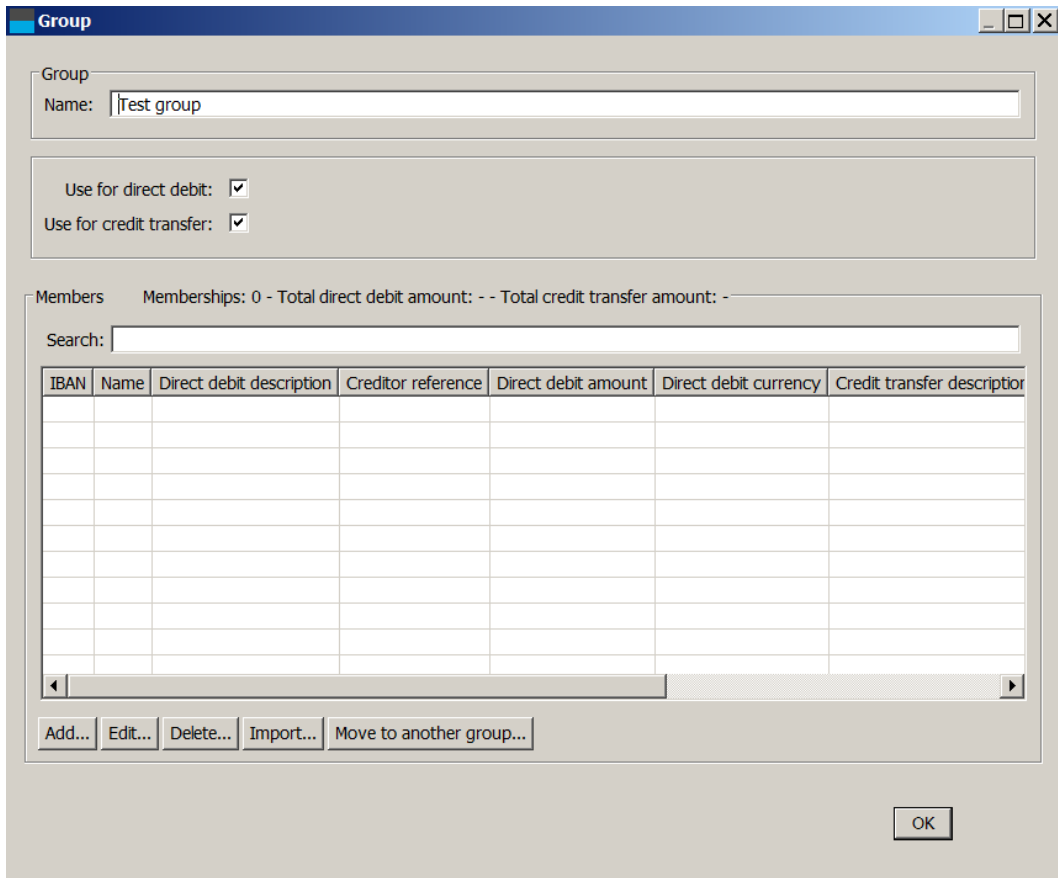 Group
Group
Name: Test group
Use for direct debit:
Use for credit transfer:
Members Memberships: 0 - Total direct debit amount: - - Total credit transfer amount: -
Search:
IBAN Name Direct debit description Creditor reference Direct debit amount Direct debit currency Credit transfer description
Add... Edit... Delete... Import... Move to another group...
OK